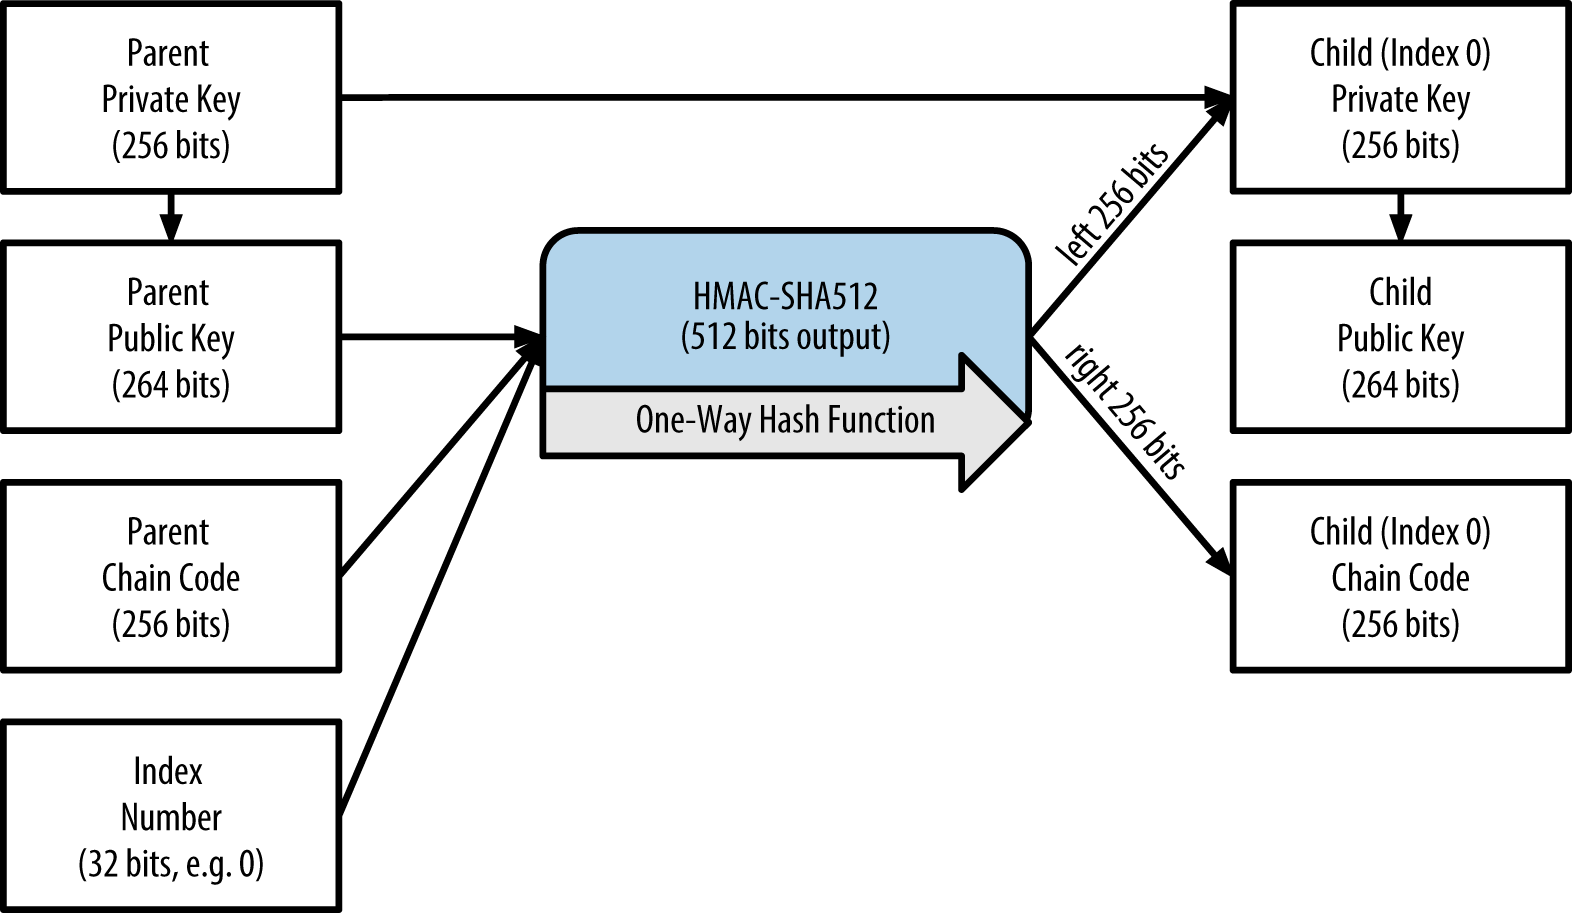 Parent
Private Key
(256 bits)
Parent
Public Key
(264 bits)
Parent
Chain Code
(256 bits)
Index
Number
(32 bits, e.g. 0)
HMAC-SHA512
(512 bits output)
One-Way Hash Function
left 256 bits
right 256 bits
Child (Index 0)
Private Key
(256 bits)
Child
Public Key
(264 bits)
Child (Index 0)
Chain Code
(256 bits)